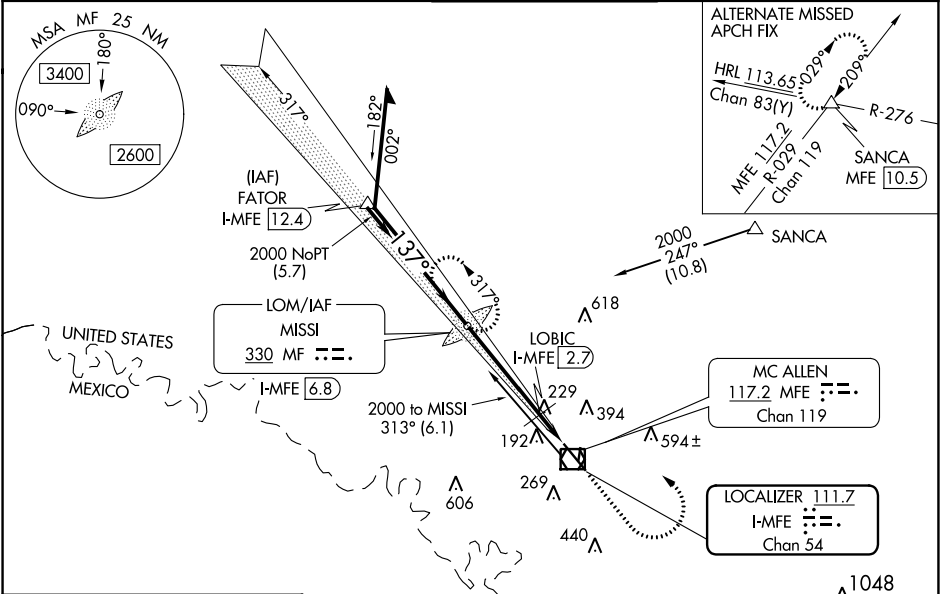 MSA MF 25 NM
180°
3400
090°
2600
ALTERNATE MISSED
APCH FIX
HRL 113.65
Chan 83(Y)
029°
209°
R-276
MFE 117.2
R-029
Chan 119
SANCA
MFE 10.5
317°
182°
002°
(IAF)
FATOR
I-MFE 12.4
2000 NoPT
(5.7)
137°
317°
2000
247°
(10.8)
SANCA
618
LOM/IAF
MISSI
330 MF
I-MFE 6.8
LOBIC
I-MFE 2.7
UNITED STATES
MEXICO
2000 to MISSI
313° (6.1)
229
394
192
594±
MC ALLEN
117.2 MFE
Chan 119
269
606
440
LOCALIZER 111.7
I-MFE
Chan 54
1048